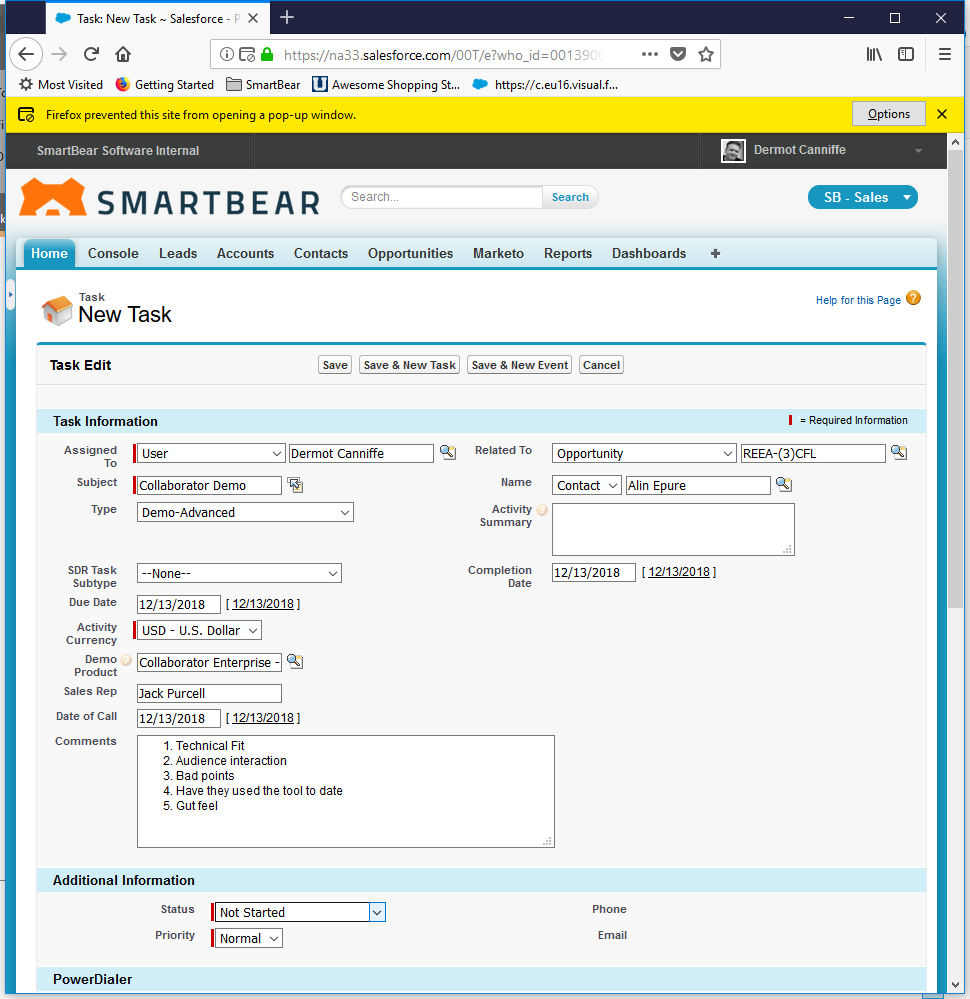 Task: New Task ~ Salesforce - P
https://na33.salesforce.com/00T/e?who_id=0013900
Most Visited Getting Started SmartBear Awesome Shopping St... https://c.eu16.visual.f...
Firefox prevented this site from opening a pop-up window. Options
SmartBear Software Internal Dermot Canniffe
SMARTBEAR Search... Search SB - Sales
Home Console Leads Accounts Contacts Opportunities Marketo Reports Dashboards +
Task
New Task Help for this Page ?
Task Edit Save Save & New Task Save & New Event Cancel
Task Information = Required Information
Assigned To User Dermot Canniffe Related To Opportunity REEA-(3)CFL
Subject Collaborator Demo Name Contact Alin Epure
Type Demo-Advanced Activity Summary
SDR Task Subtype --None-- Completion Date 12/13/2018 [ 12/13/2018 ]
Due Date 12/13/2018 [ 12/13/2018 ]
Activity Currency USD - U.S. Dollar
Demo Product Collaborator Enterprise -
Sales Rep Jack Purcell
Date of Call 12/13/2018 [ 12/13/2018 ]
Comments 1. Technical Fit
2. Audience interaction
3. Bad points
4. Have they used the tool to date
5. Gut feel
Additional Information
Status Not Started Phone
Priority Normal Email
PowerDialer